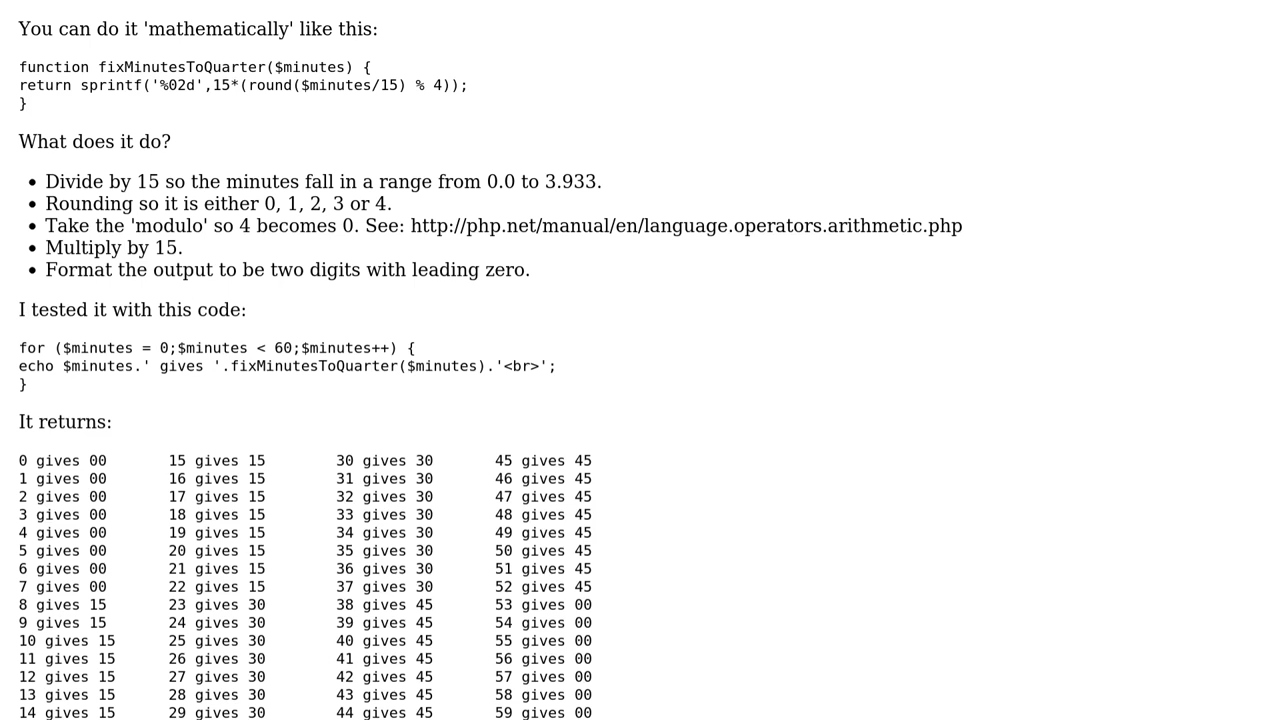 You can do it 'mathematically' like this:
function fixMinutesToQuarter($minutes) {
return sprintf('%02d',15*(round($minutes/15) % 4));
}
What does it do?
• Divide by 15 so the minutes fall in a range from 0.0 to 3.933.
• Rounding so it is either 0, 1, 2, 3 or 4.
• Take the 'modulo' so 4 becomes 0. See: http://php.net/manual/en/language.operators.arithmetic.php
• Multiply by 15.
• Format the output to be two digits with leading zero.
I tested it with this code:
for ($minutes = 0;$minutes < 60;$minutes++) {
echo $minutes.' gives '.fixMinutesToQuarter($minutes).'<br>';
}
It returns:
0 gives 00 15 gives 15 30 gives 30 45 gives 45
1 gives 00 16 gives 15 31 gives 30 46 gives 45
2 gives 00 17 gives 15 32 gives 30 47 gives 45
3 gives 00 18 gives 15 33 gives 30 48 gives 45
4 gives 00 19 gives 15 34 gives 30 49 gives 45
5 gives 00 20 gives 15 35 gives 30 50 gives 45
6 gives 00 21 gives 15 36 gives 30 51 gives 45
7 gives 00 22 gives 15 37 gives 30 52 gives 45
8 gives 15 23 gives 30 38 gives 45 53 gives 00
9 gives 15 24 gives 30 39 gives 45 54 gives 00
10 gives 15 25 gives 30 40 gives 45 55 gives 00
11 gives 15 26 gives 30 41 gives 45 56 gives 00
12 gives 15 27 gives 30 42 gives 45 57 gives 00
13 gives 15 28 gives 30 43 gives 45 58 gives 00
14 gives 15 29 gives 30 44 gives 45 59 gives 00